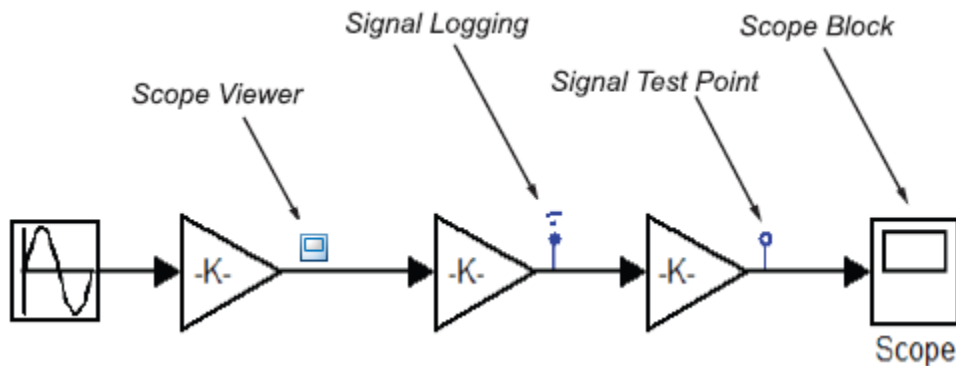 Signal Logging
Scope Block
Signal Test Point
Scope Viewer
-K-
-K-
-K-
Scope